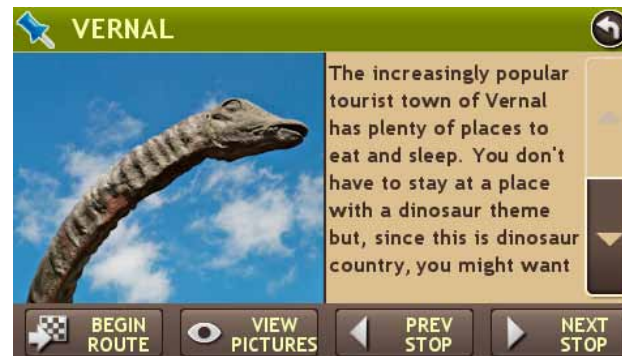 VERNAL
The increasingly popular
tourist town of Vernal
has plenty of places to
eat and sleep. You don't
have to stay at a place
with a dinosaur theme
but, since this is dinosaur
country, you might want
BEGIN
ROUTE
VIEW
PICTURES
PREV
STOP
NEXT
STOP